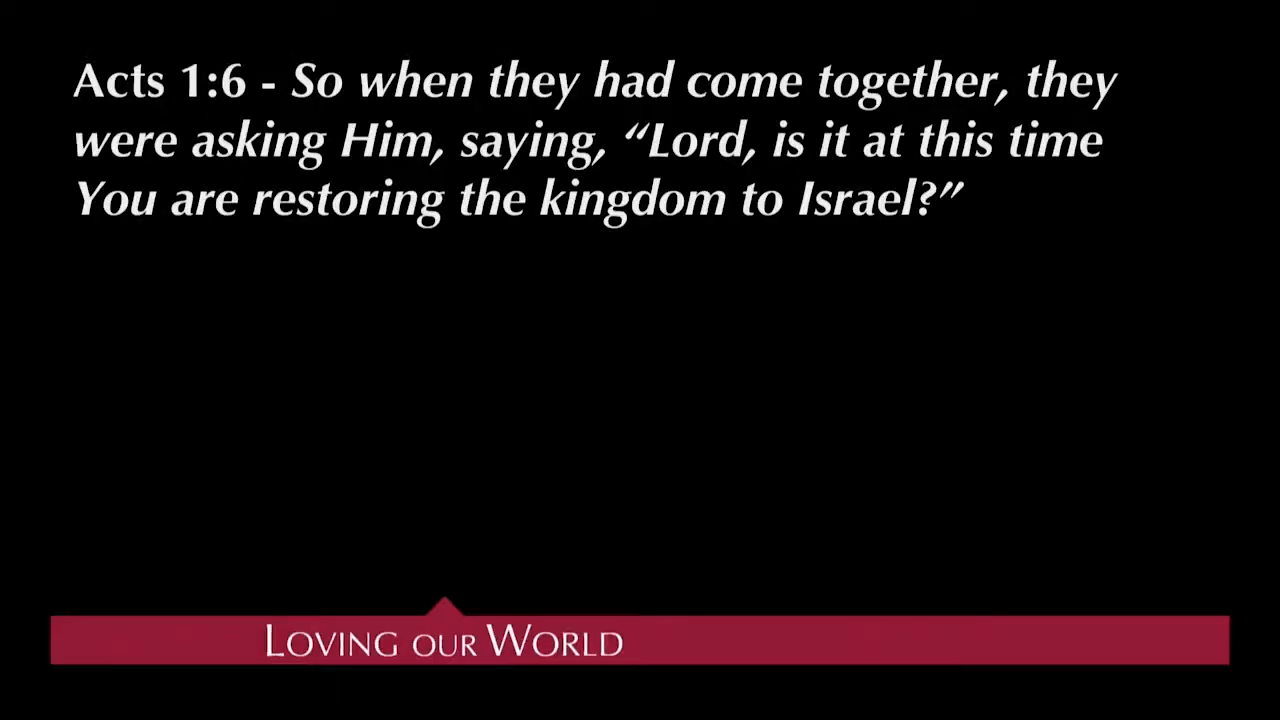 Acts 1:6 - So when they had come together, they
were asking Him, saying, “Lord, is it at this time
You are restoring the kingdom to Israel?”
Loving our World